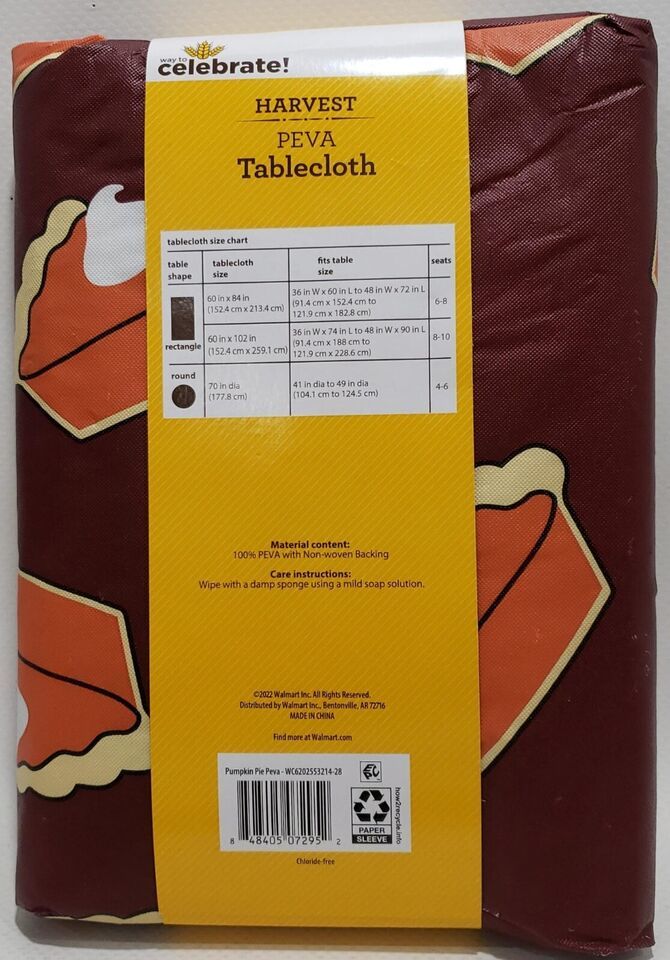 way to
celebrate!
HARVEST
PEVA
Tablecloth
tablecloth size chart
table
shape
tablecloth
size
fits table
size
seats
rectangle
60 in x 84 in
(152.4 cm x 213.4 cm)
36 in W x 60 in L to 48 in W x 72 in L
(91.4 cm x 152.4 cm to
121.9 cm x 182.8 cm)
6-8
60 in x 102 in
(152.4 cm x 259.1 cm)
36 in W x 74 in L to 48 in W x 90 in L
(91.4 cm x 188 cm to
121.9 cm x 228.6 cm)
8-10
round
70 in dia
(177.8 cm)
41 in dia to 49 in dia
(104.1 cm to 124.5 cm)
4-6
Material content:
100% PEVA with Non-woven Backing
Care instructions:
Wipe with a damp sponge using a mild soap solution.
©2022 Walmart Inc. All Rights Reserved.
Distributed by Walmart Inc., Bentonville, AR 72716
MADE IN CHINA
Find more at Walmart.com
Pumpkin Pie Peva - WC6202553214-28
8 48405 07295 2
how2recycle.info
PAPER
SLEEVE
Chloride-free